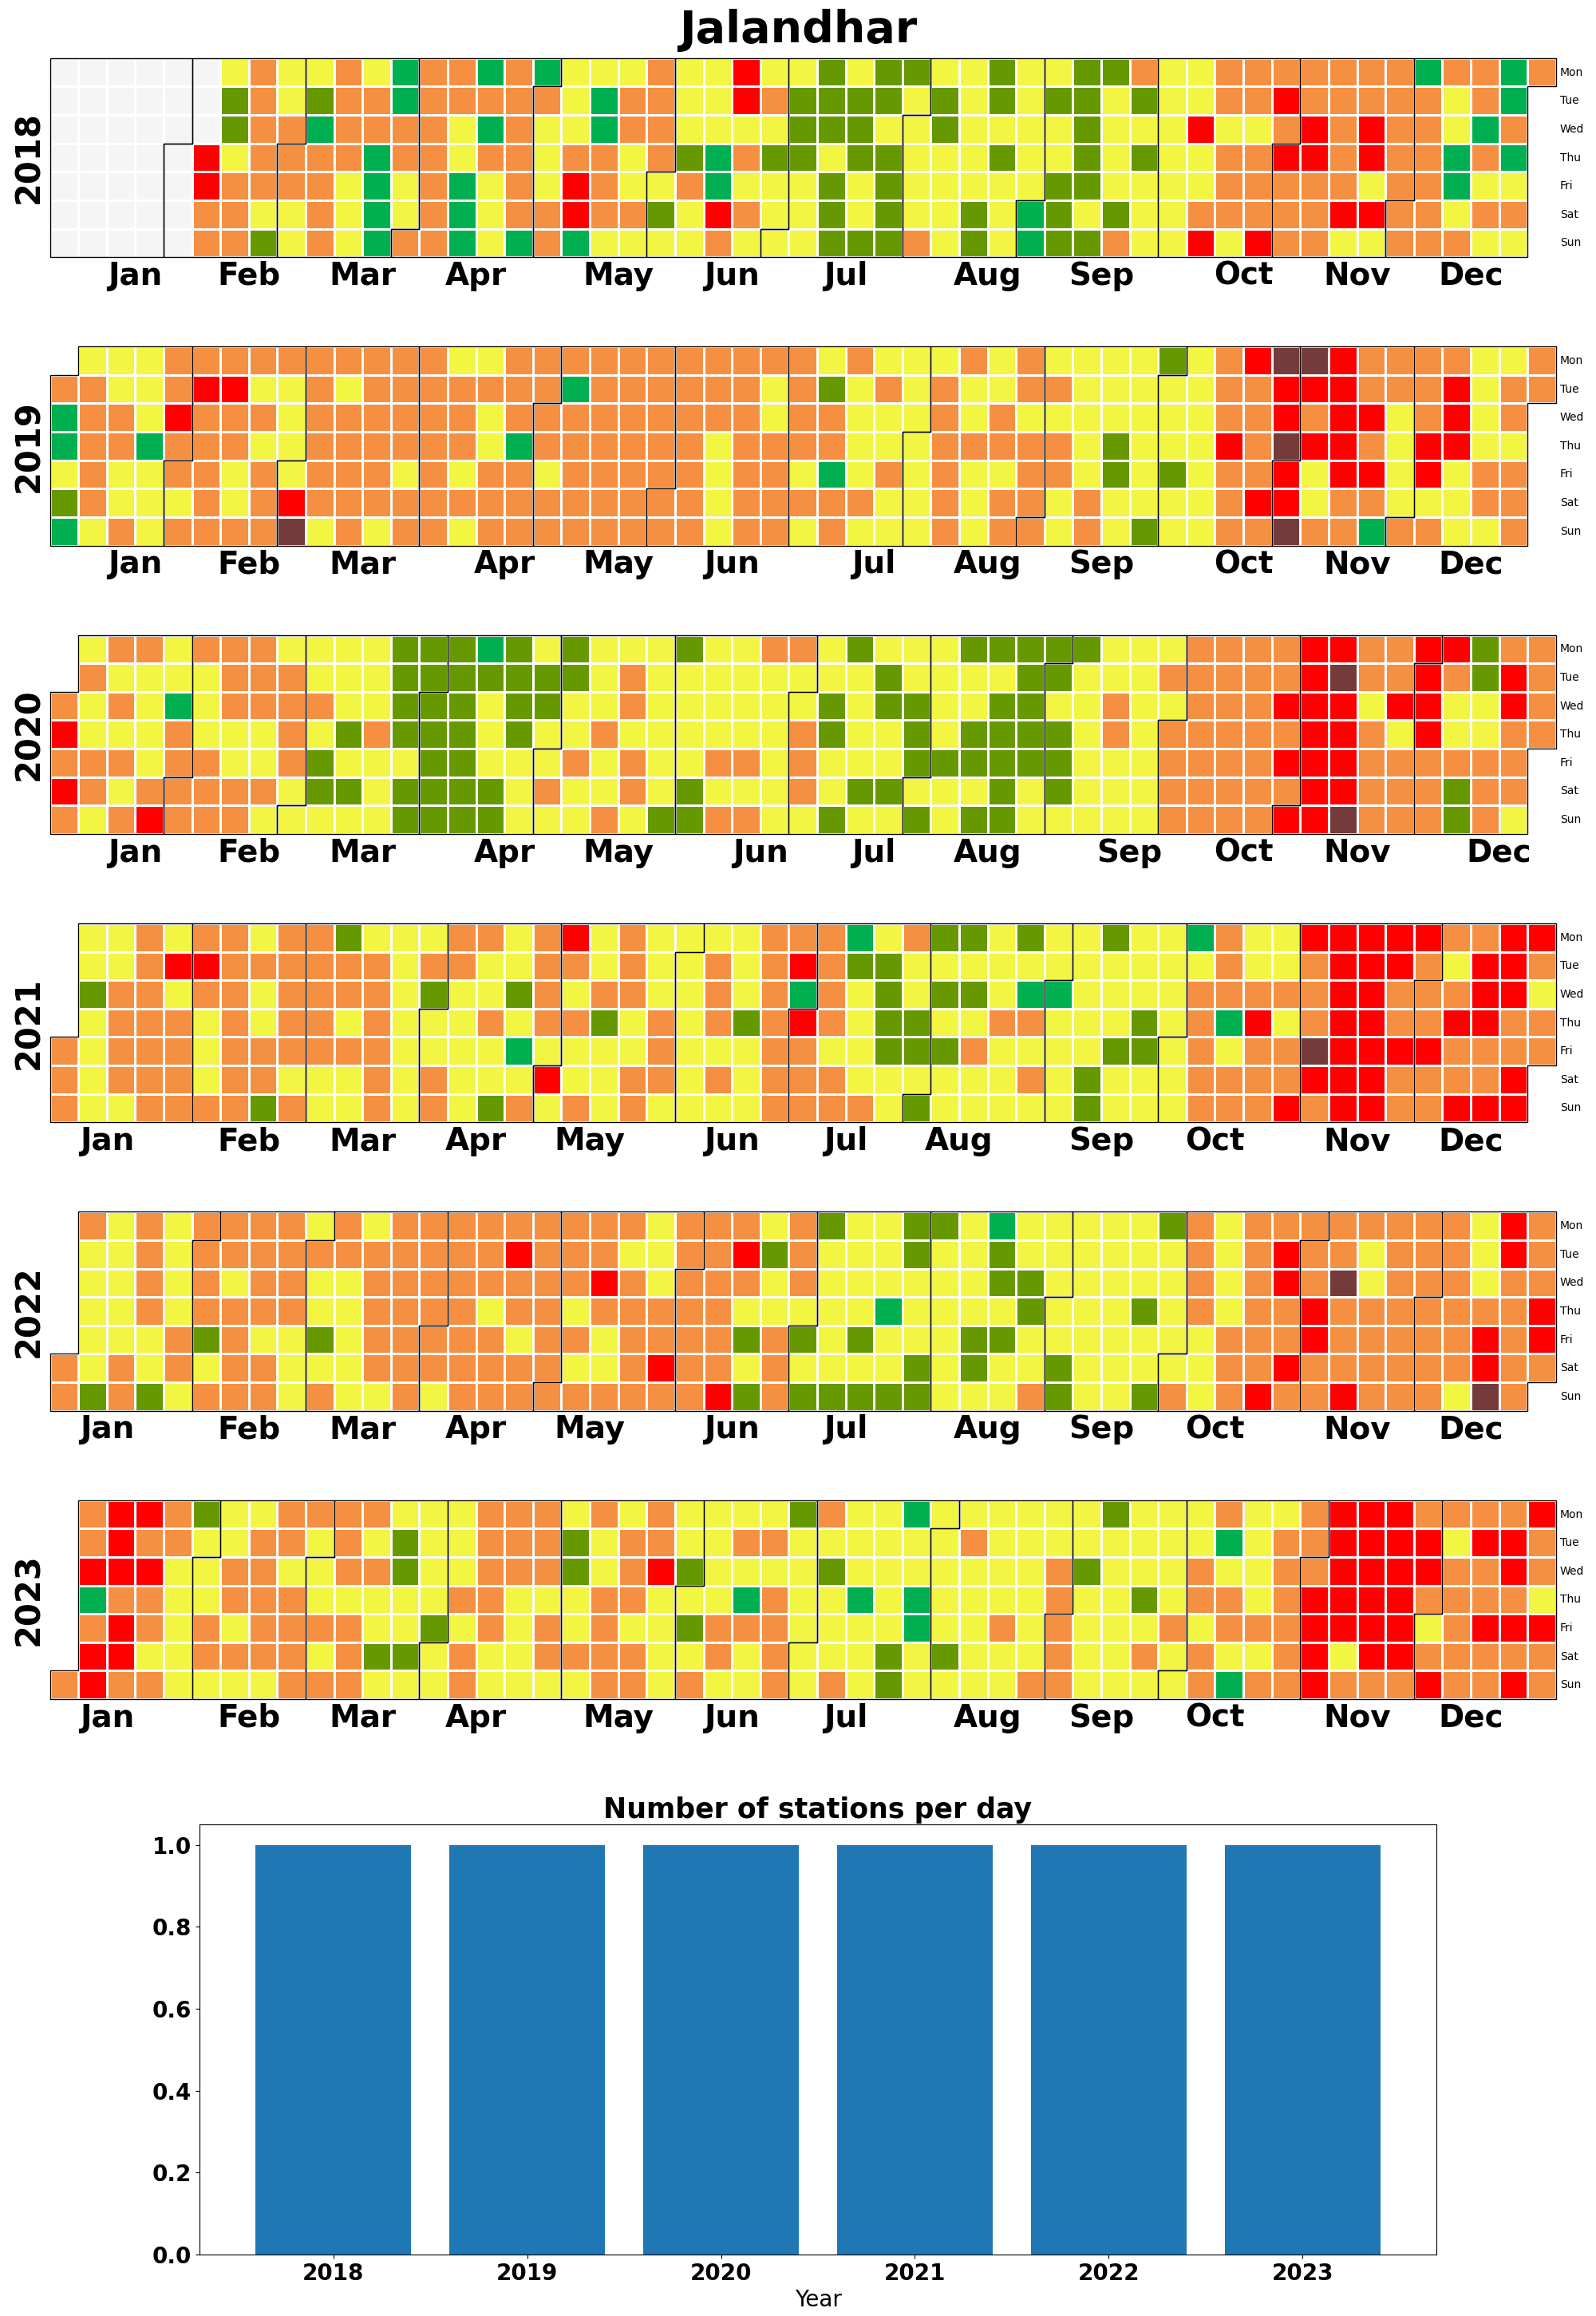 Jalandhar
2018
Mon
Tue
Wed
Thu
Fri
Sat
Sun
Jan Feb Mar Apr May Jun Jul Aug Sep Oct Nov Dec
2019
Mon
Tue
Wed
Thu
Fri
Sat
Sun
Jan Feb Mar Apr May Jun Jul Aug Sep Oct Nov Dec
2020
Mon
Tue
Wed
Thu
Fri
Sat
Sun
Jan Feb Mar Apr May Jun Jul Aug Sep Oct Nov Dec
2021
Mon
Tue
Wed
Thu
Fri
Sat
Sun
Jan Feb Mar Apr May Jun Jul Aug Sep Oct Nov Dec
2022
Mon
Tue
Wed
Thu
Fri
Sat
Sun
Jan Feb Mar Apr May Jun Jul Aug Sep Oct Nov Dec
2023
Mon
Tue
Wed
Thu
Fri
Sat
Sun
Jan Feb Mar Apr May Jun Jul Aug Sep Oct Nov Dec
Number of stations per day
1.0
0.8
0.6
0.4
0.2
0.0
2018 2019 2020 2021 2022 2023
Year